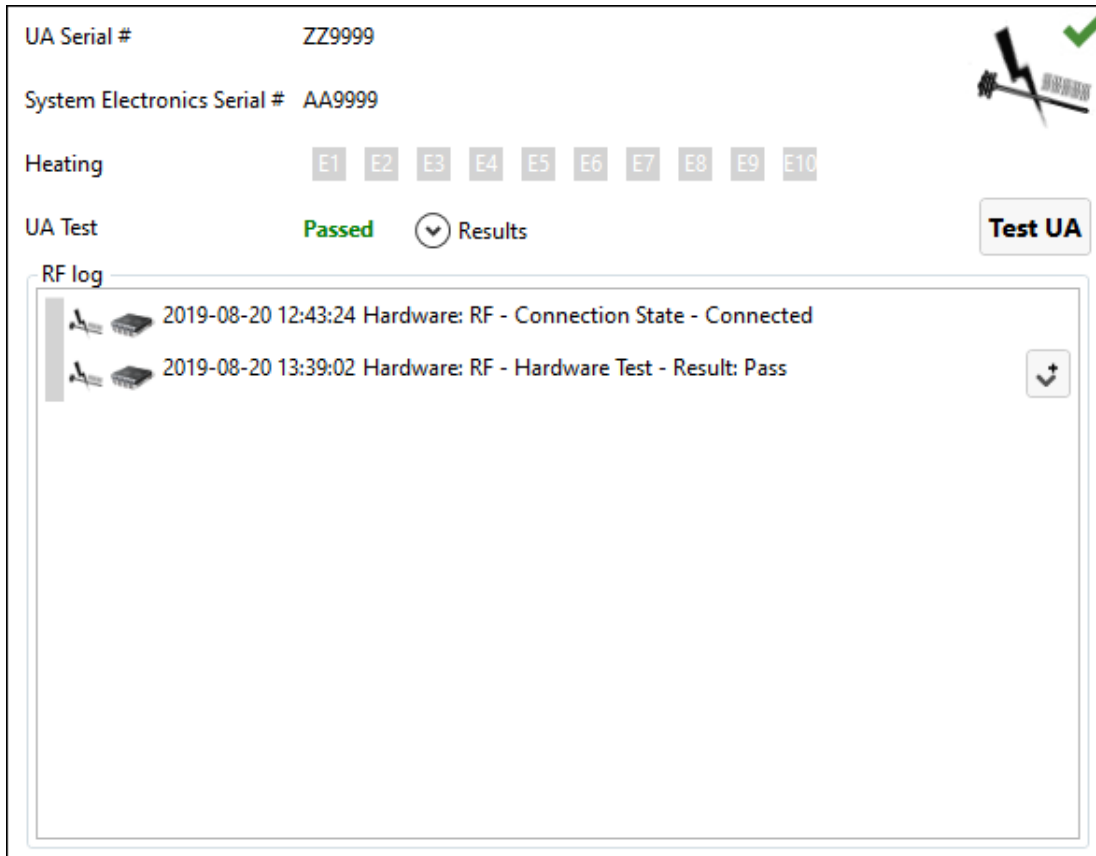 UA Serial # ZZ9999
System Electronics Serial # AA9999
Heating E1 E2 E3 E4 E5 E6 E7 E8 E9 E10
UA Test Passed Results Test UA
RF log
2019-08-20 12:43:24 Hardware: RF - Connection State - Connected
2019-08-20 13:39:02 Hardware: RF - Hardware Test - Result: Pass